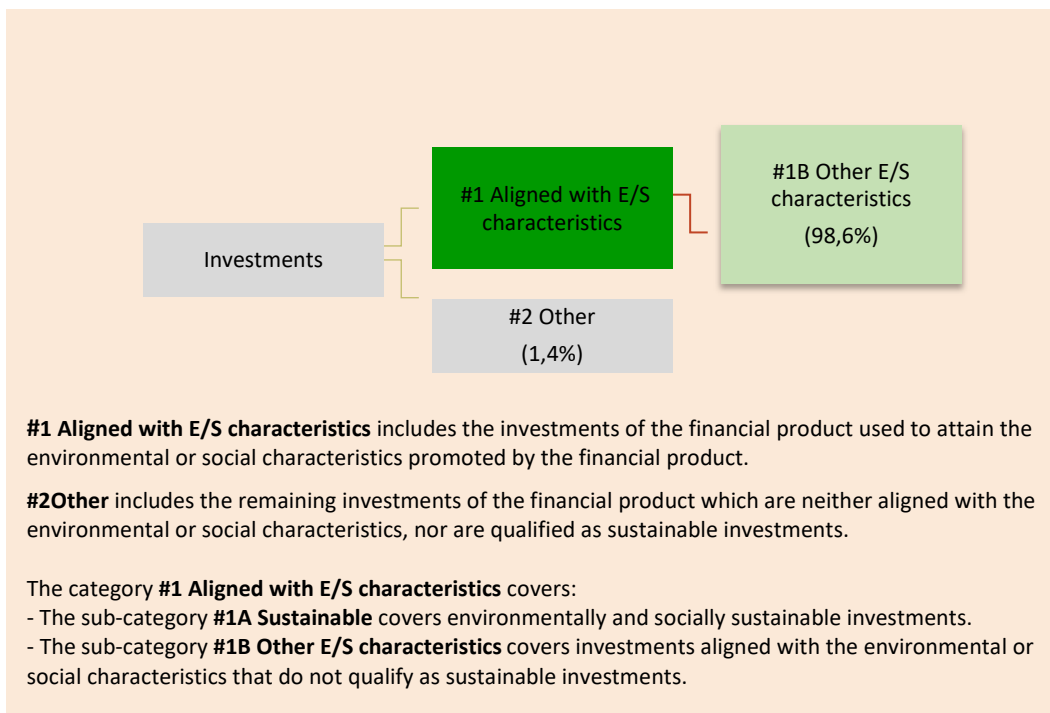 #1B Other E/S
characteristics
(98,6%)
#1 Aligned with E/S
characteristics
Investments
#2 Other
(1,4%)
#1 Aligned with E/S characteristics includes the investments of the financial product used to attain the
environmental or social characteristics promoted by the financial product.
#2Other includes the remaining investments of the financial product which are neither aligned with the
environmental or social characteristics, nor are qualified as sustainable investments.
The category #1 Aligned with E/S characteristics covers:
- The sub-category #1A Sustainable covers environmentally and socially sustainable investments.
- The sub-category #1B Other E/S characteristics covers investments aligned with the environmental or
social characteristics that do not qualify as sustainable investments.